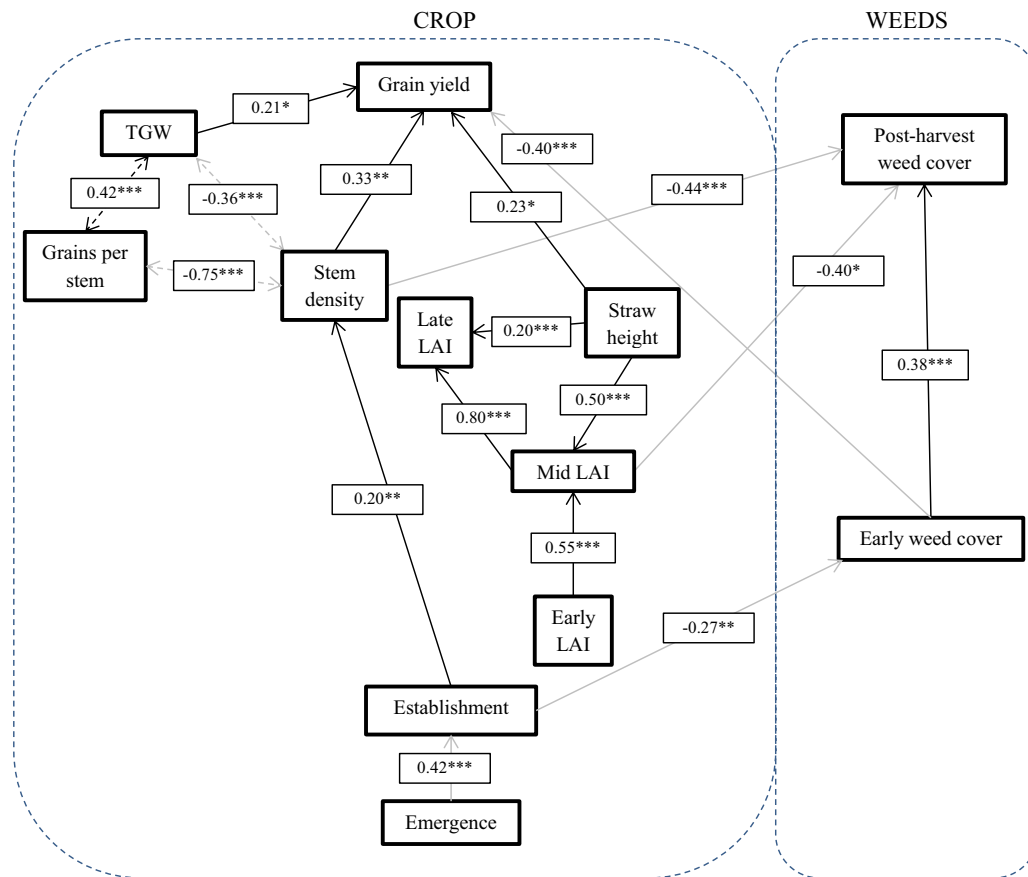 CROP
WEEDS
Grain yield
0.21*
TGW
Post-harvest
weed cover
-0.40***
0.33**
0.42***
-0.36***
-0.44***
0.23*
Grains per
stem
-0.75***
Stem
density
-0.40*
Late
LAI
0.20***
Straw
height
0.38***
0.50***
0.80***
Mid LAI
0.20**
Early weed cover
0.55***
Early
LAI
-0.27**
Establishment
0.42***
Emergence